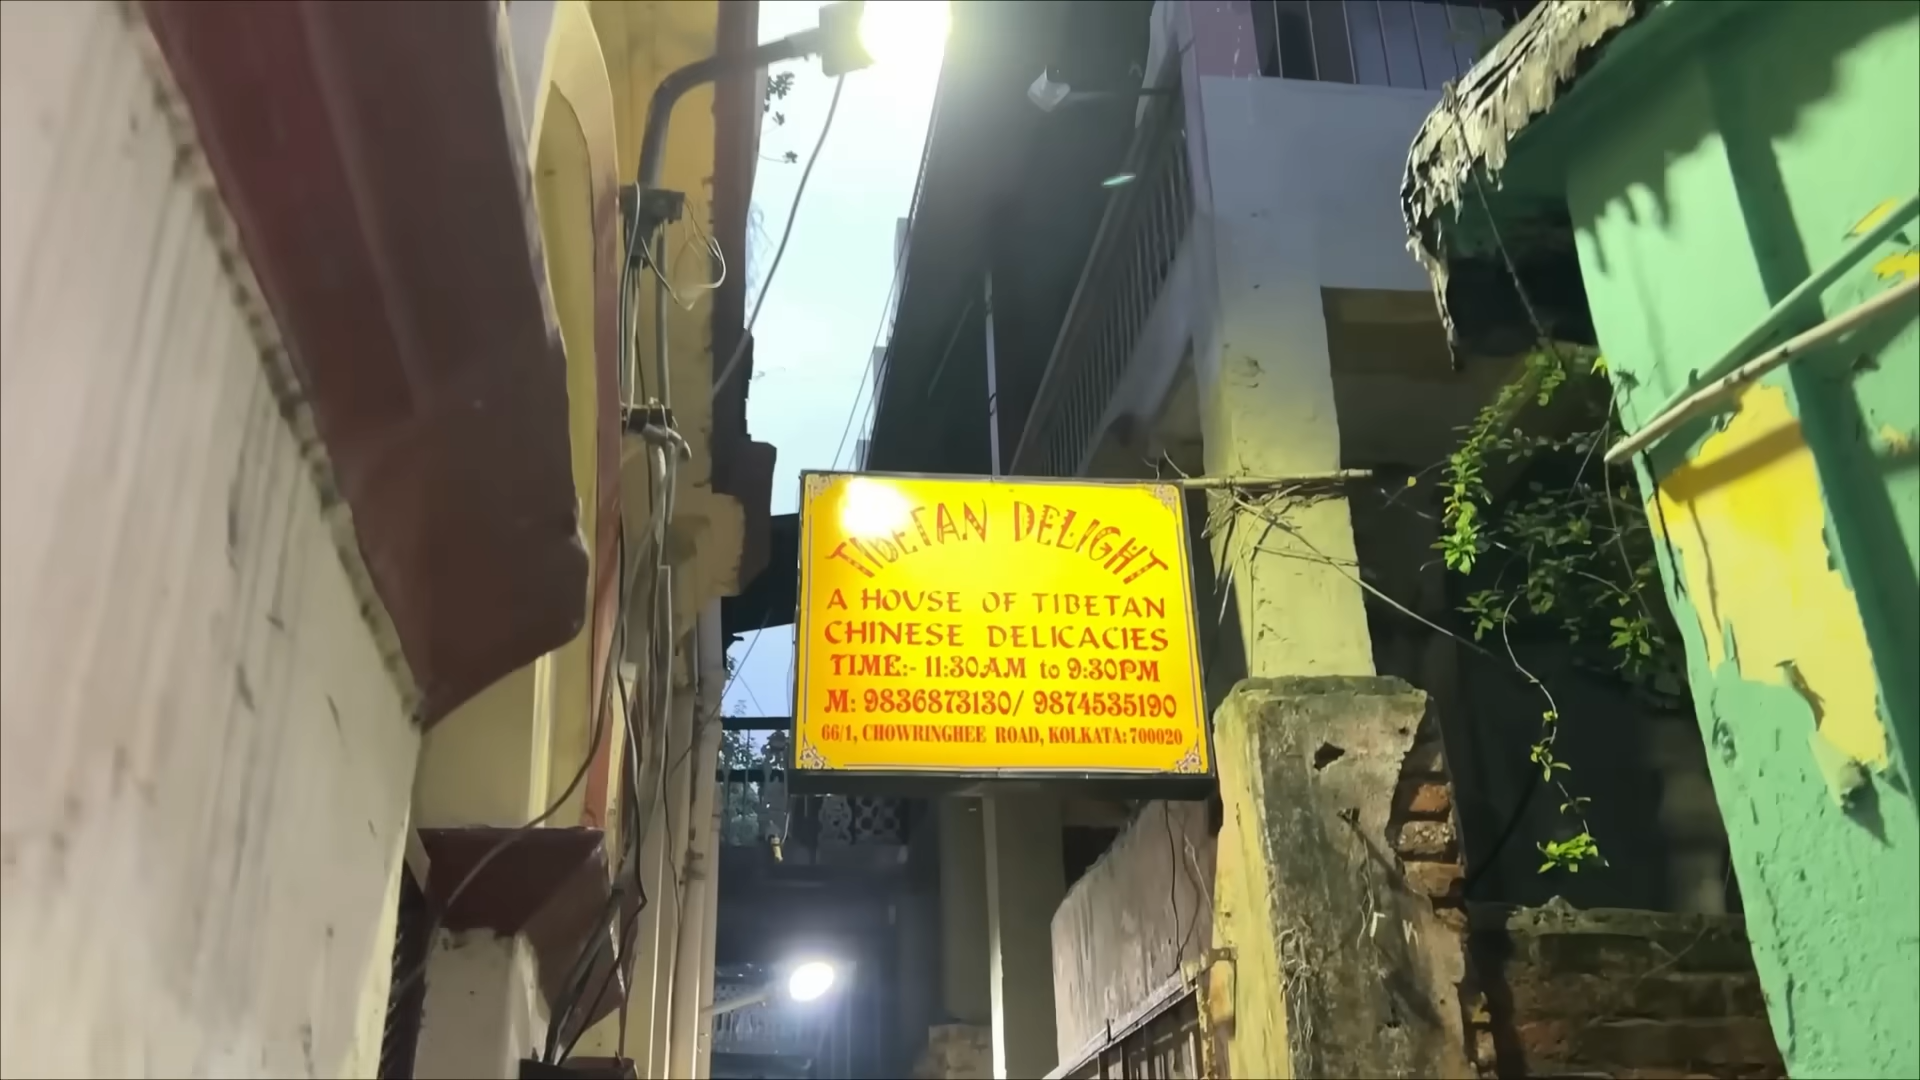 TIBETAN DELIGHT
A HOUSE OF TIBETAN
CHINESE DELICACIES
TIME:- 11:30AM to 9:30PM
M: 9836873130/ 9874535190
66/1, CHOWRINGHEE ROAD, KOLKATA: 700020